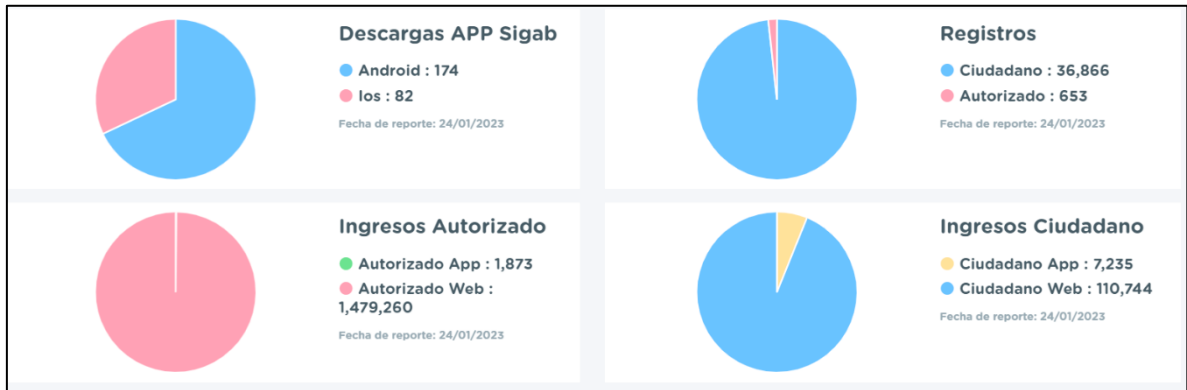 Descargas APP Sigab
Android : 174
Ios : 82
Fecha de reporte: 24/01/2023
Registros
Ciudadano : 36,866
Autorizado : 653
Fecha de reporte: 24/01/2023
Ingresos Autorizado
Autorizado App : 1,873
Autorizado Web :
1,479,260
Fecha de reporte: 24/01/2023
Ingresos Ciudadano
Ciudadano App : 7,235
Ciudadano Web : 110,744
Fecha de reporte: 24/01/2023